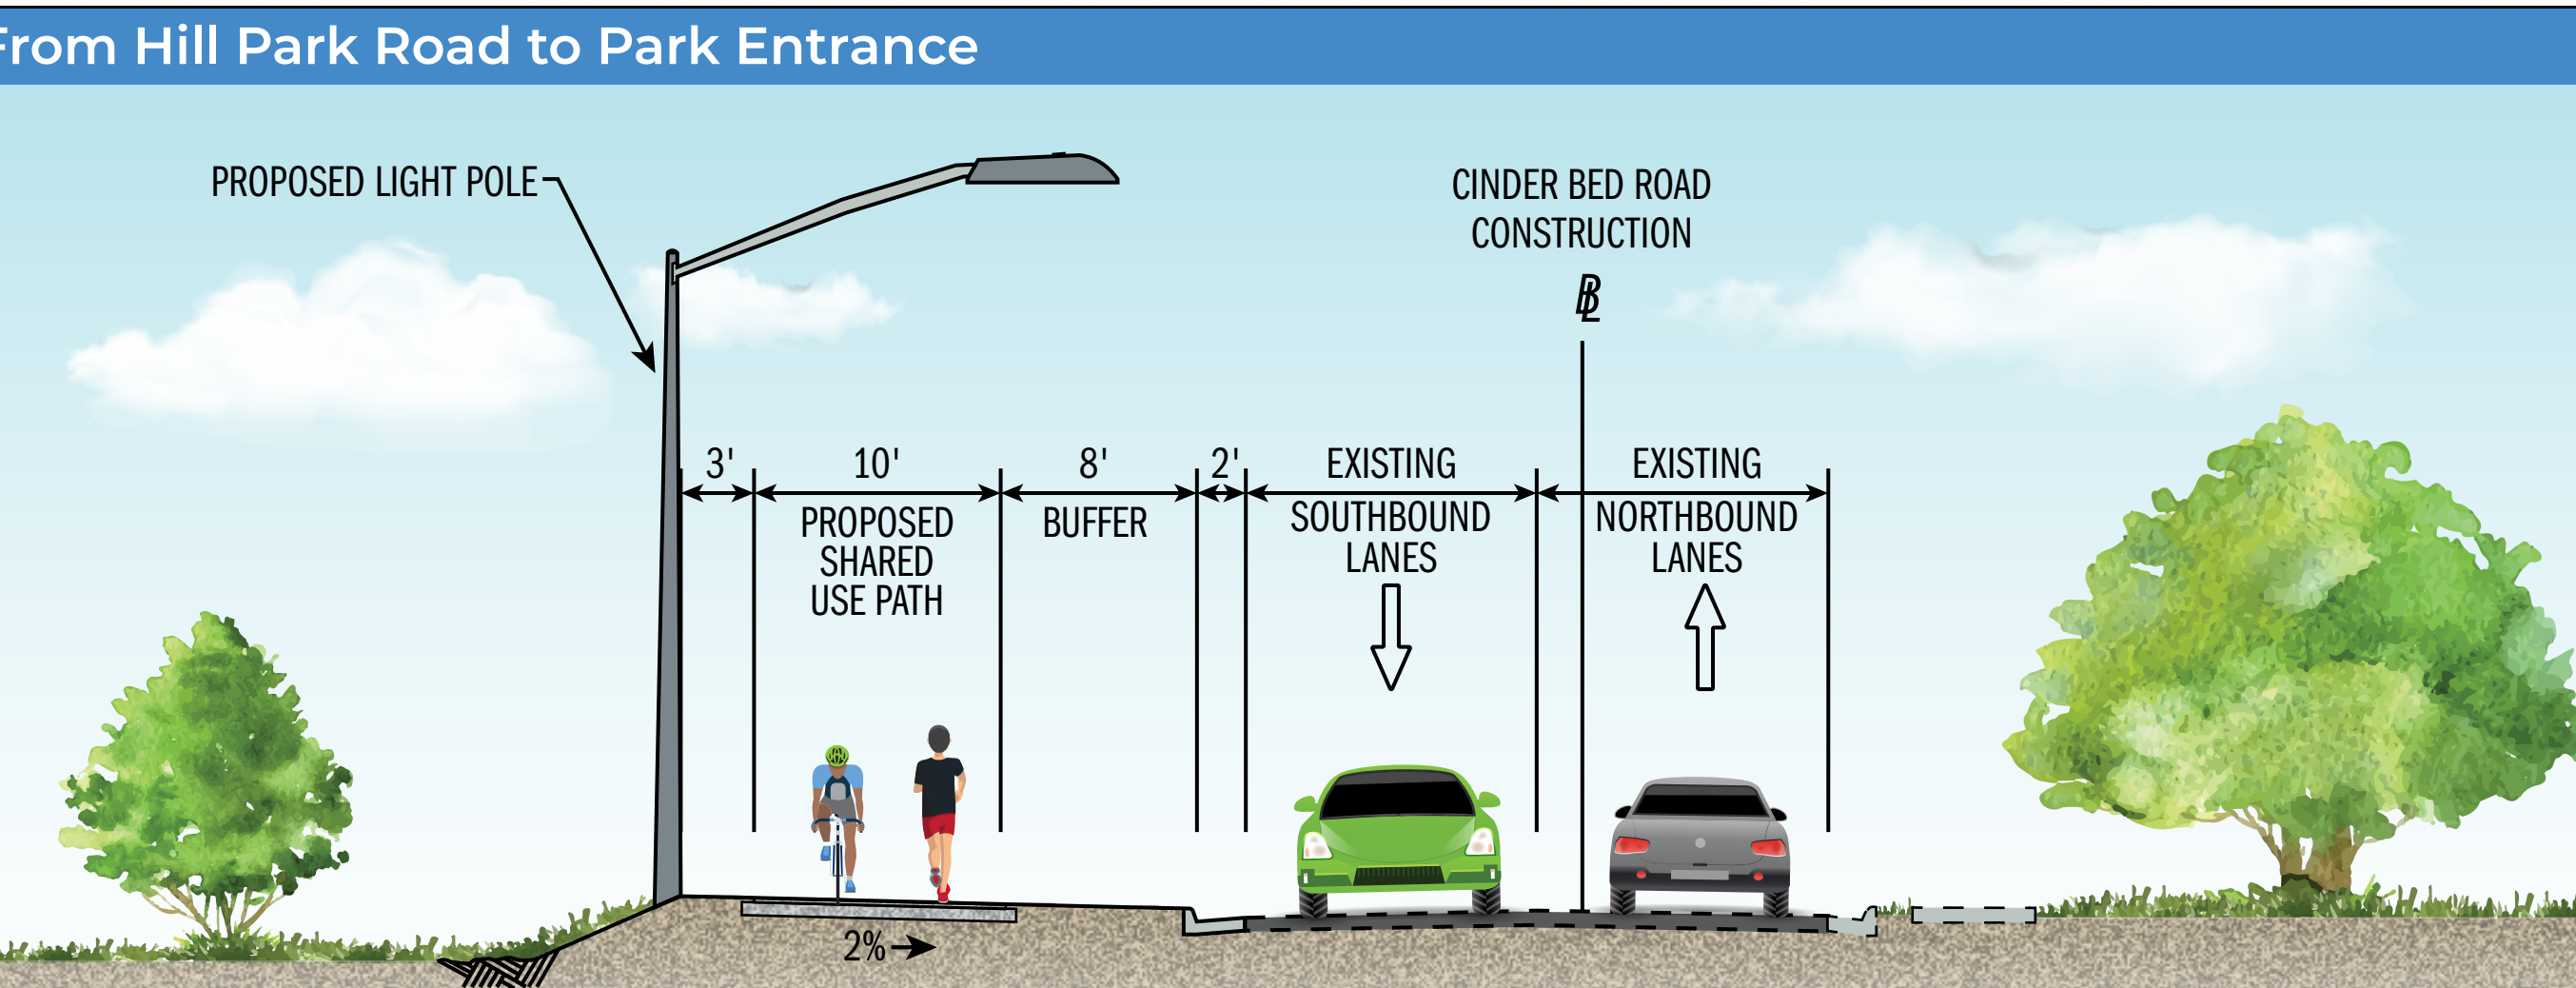 From Hill Park Road to Park Entrance
PROPOSED LIGHT POLE
CINDER BED ROAD
CONSTRUCTION
BL
3'
10'
8'
2'
EXISTING
EXISTING
PROPOSED
SHARED
USE PATH
BUFFER
SOUTHBOUND
LANES
NORTHBOUND
LANES
2%